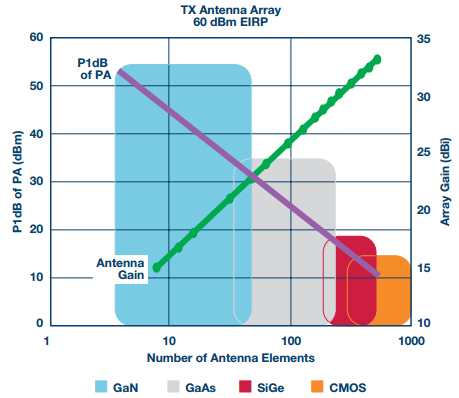 TX Antenna Array
60 dBm EIRP
60
50
40
30
20
10
0
P1dB of PA (dBm)
P1dB
of PA
Antenna
Gain
35
30
25
20
15
10
Array Gain (dBi)
1
10
100
1000
Number of Antenna Elements
GaN
GaAs
SiGe
CMOS